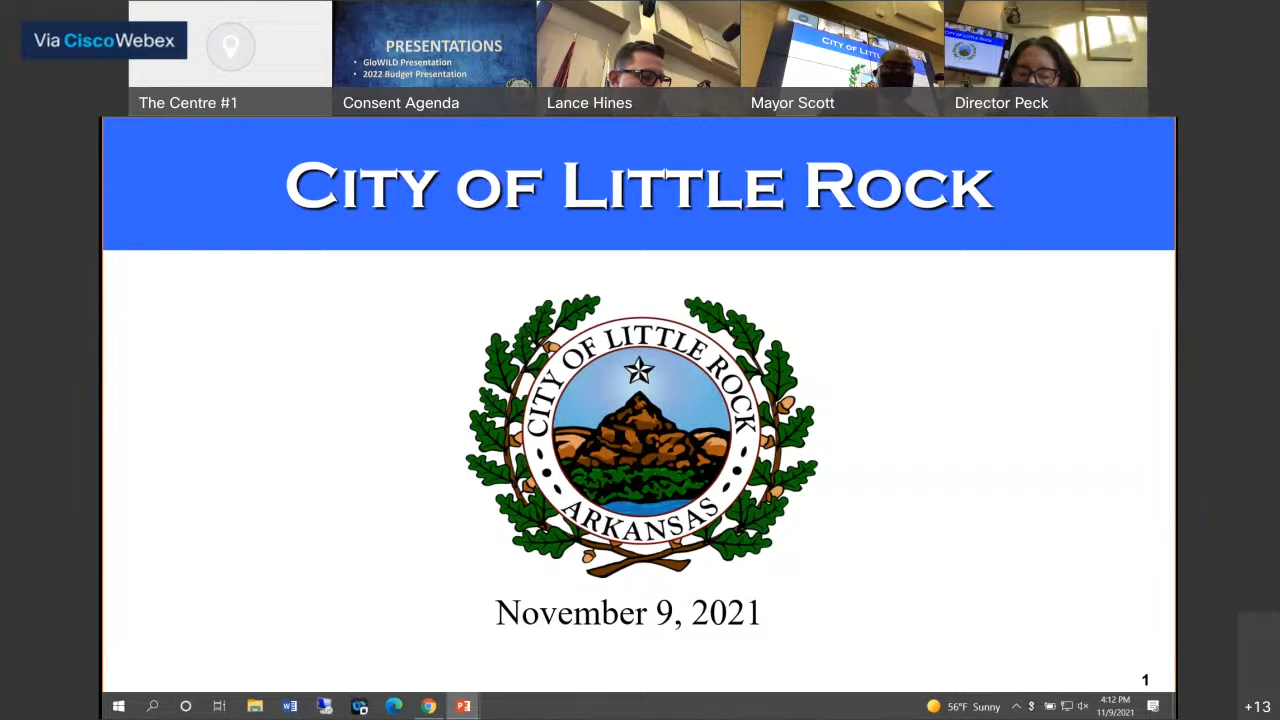 Via Cisco Webex
PRESENTATIONS
• GloWILD Presentation
• 2022 Budget Presentation
The Centre #1
Consent Agenda
Lance Hines
Mayor Scott
Director Peck
CITY OF LITTLE ROCK
CITY OF LITTLE ROCK
ARKANSAS
November 9, 2021
1
56°F Sunny
4:12 PM
11/9/2021
+13